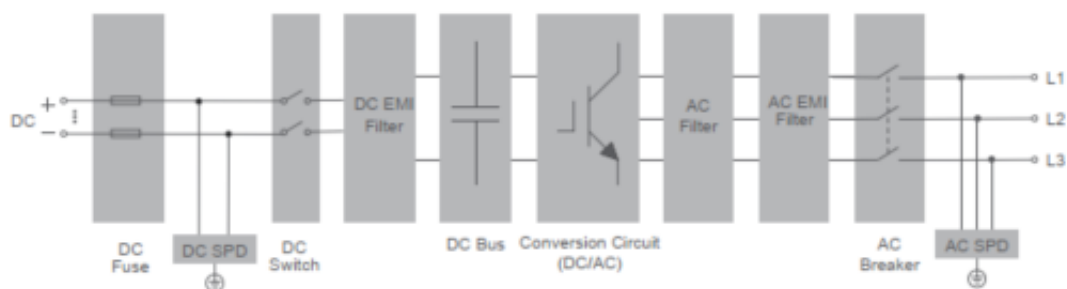 DC
+
−
DC
Fuse
DC SPD
DC
Switch
DC EMI
Filter
DC Bus
Conversion Circuit
(DC/AC)
AC
Filter
AC EMI
Filter
AC
Breaker
AC SPD
L1
L2
L3